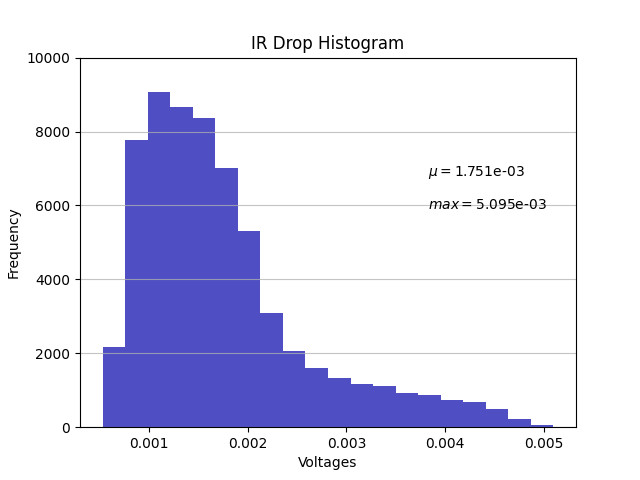 IR Drop Histogram
10000
8000
6000
4000
2000
0
Frequency
μ = 1.751e-03
max = 5.095e-03
0.001 0.002 0.003 0.004 0.005
Voltages